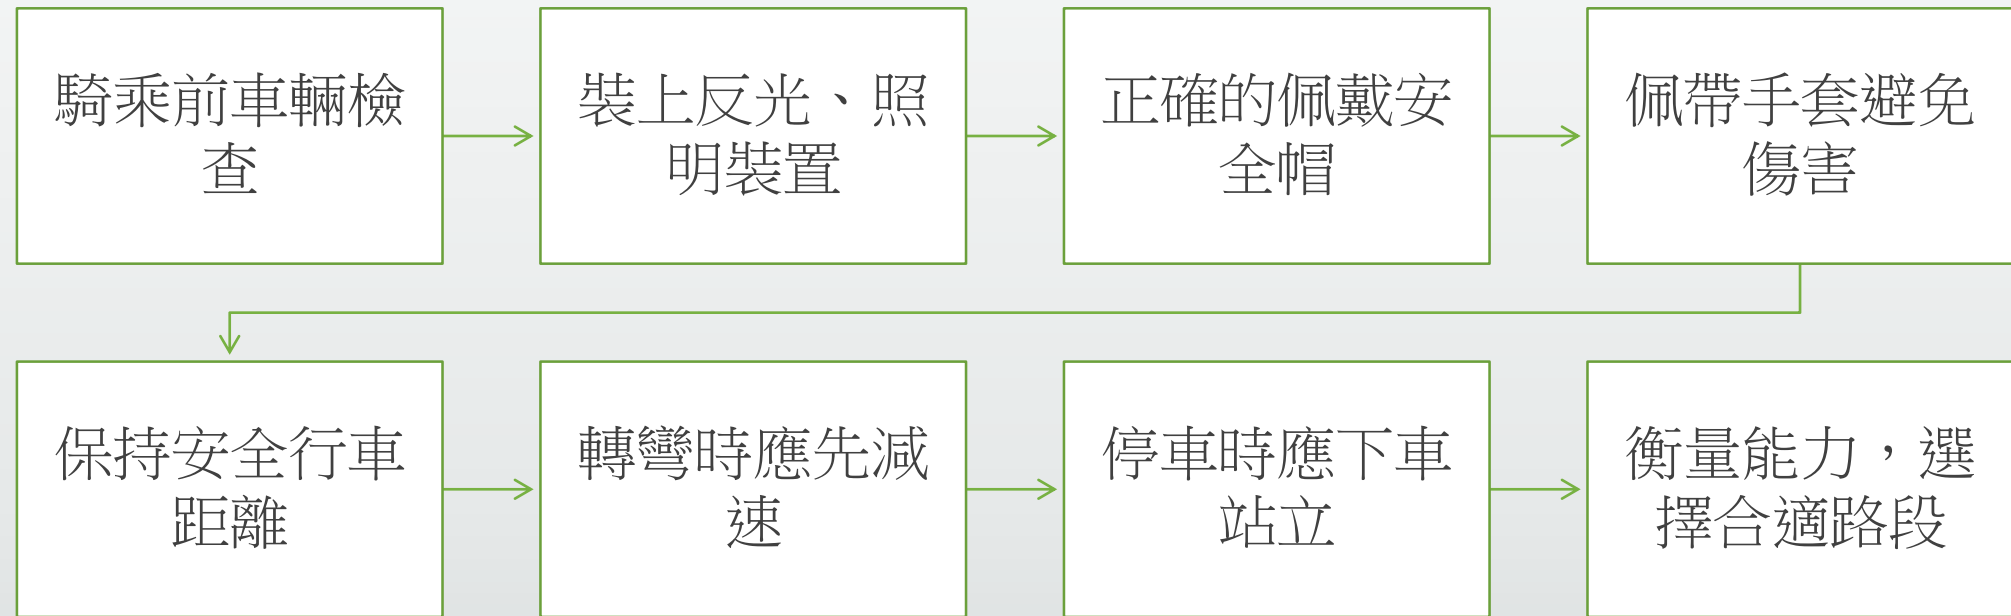 騎乘前車輛檢
查
裝上反光、照
明裝置
正確的佩戴安
全帽
佩帶手套避免
傷害
保持安全行車
距離
轉彎時應先減
速
停車時應下車
站立
衡量能力，選
擇合適路段